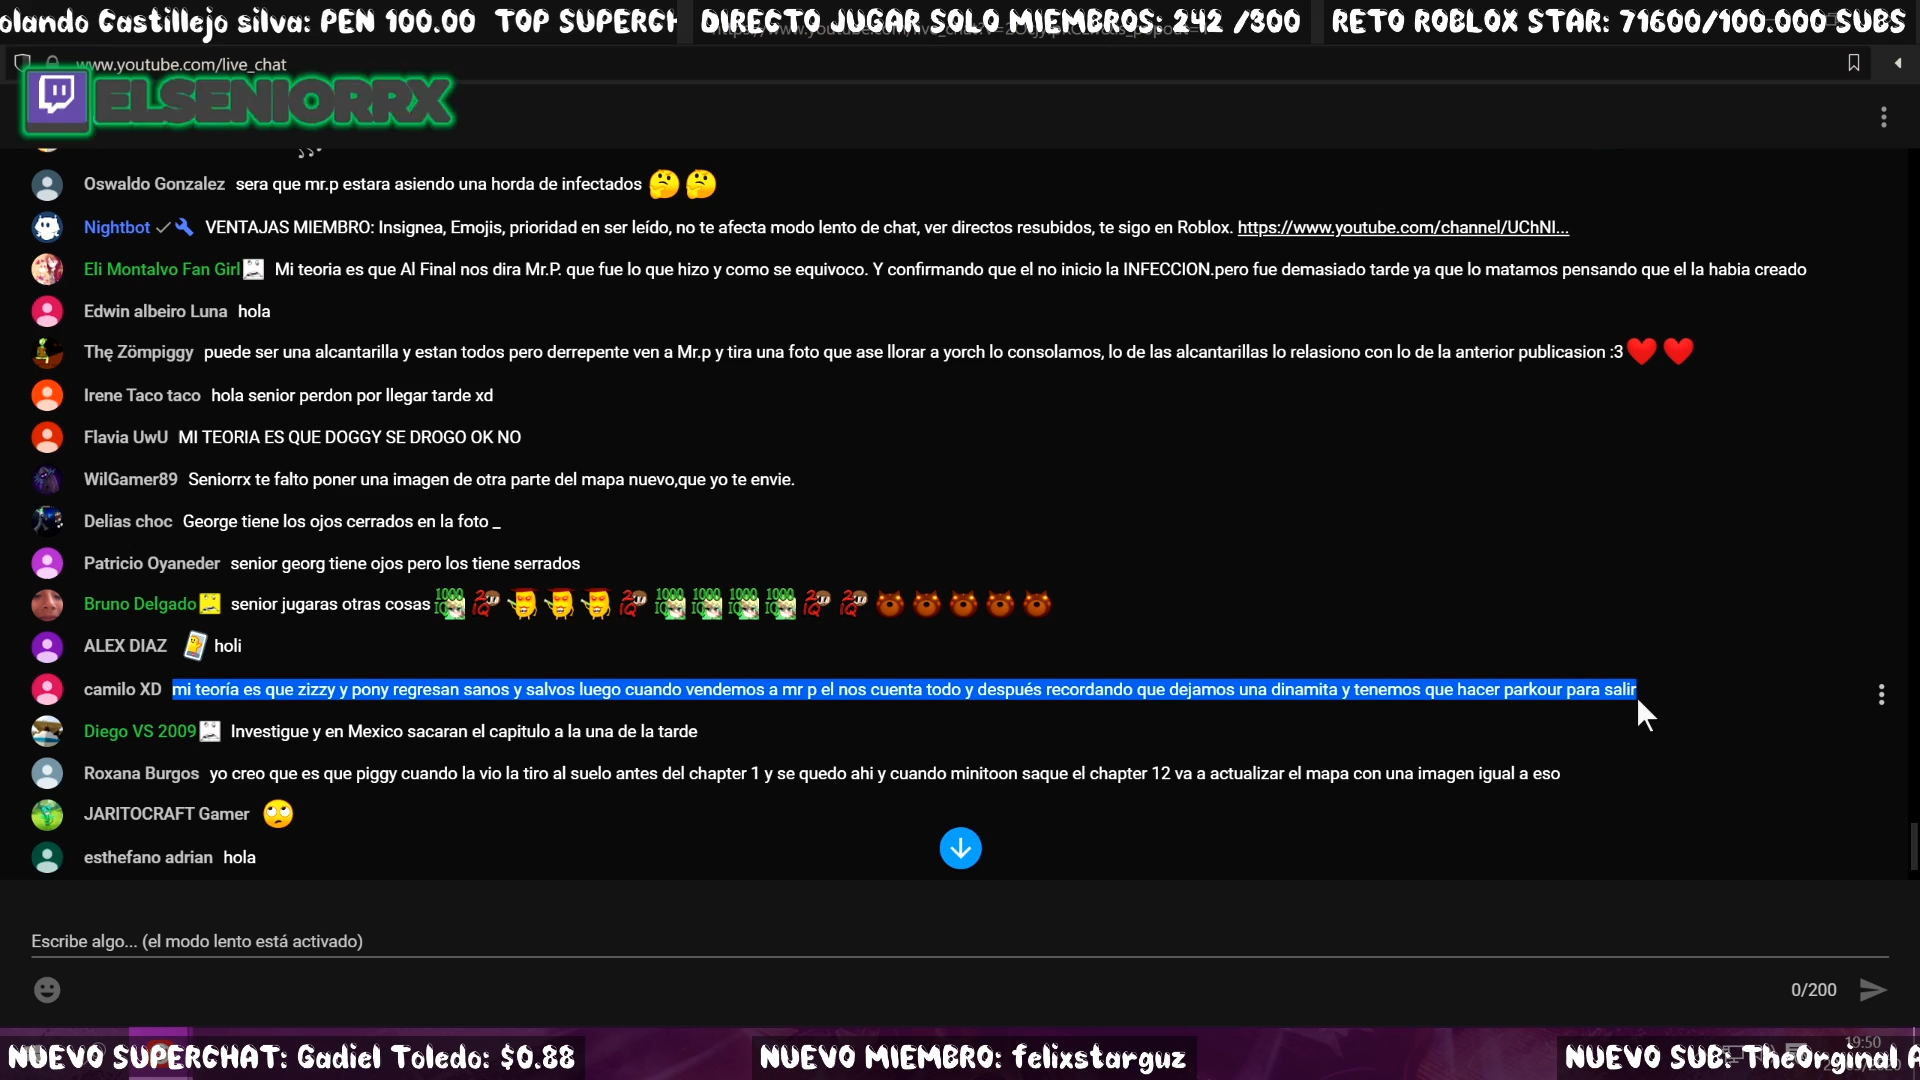 olando Castillejo silva: PEN 100.00 TOP SUPERCH
DIRECTO JUGAR SOLO MIEMBROS: 242 /300
RETO ROBLOX STAR: 71600/100.000 SUBS
www.youtube.com/live_chat
ELSENIORRX
Oswaldo Gonzalez sera que mr.p estara asiendo una horda de infectados 🤔🤔
Nightbot VENTAJAS MIEMBRO: Insignea, Emojis, prioridad en ser leído, no te afecta modo lento de chat, ver directos resubidos, te sigo en Roblox. https://www.youtube.com/channel/UChNl...
Eli Montalvo Fan Girl Mi teoria es que Al Final nos dira Mr.P. que fue lo que hizo y como se equivoco. Y confirmando que el no inicio la INFECCION.pero fue demasiado tarde ya que lo matamos pensando que el la habia creado
Edwin albeiro Luna hola
Thę Zömpiggy puede ser una alcantarilla y estan todos pero derrepente ven a Mr.p y tira una foto que ase llorar a yorch lo consolamos, lo de las alcantarillas lo relasiono con lo de la anterior publicasion :3❤️❤️
Irene Taco taco hola senior perdon por llegar tarde xd
Flavia UwU MI TEORIA ES QUE DOGGY SE DROGO OK NO
WilGamer89 Seniorrx te falto poner una imagen de otra parte del mapa nuevo,que yo te envie.
Delias choc George tiene los ojos cerrados en la foto _
Patricio Oyaneder senior georg tiene ojos pero los tiene serrados
Bruno Delgado senior jugaras otras cosas
ALEX DIAZ holi
camilo XD mi teoría es que zizzy y pony regresan sanos y salvos luego cuando vendemos a mr p el nos cuenta todo y después recordando que dejamos una dinamita y tenemos que hacer parkour para salir
Diego VS 2009 Investigue y en Mexico sacaran el capitulo a la una de la tarde
Roxana Burgos yo creo que es que piggy cuando la vio la tiro al suelo antes del chapter 1 y se quedo ahi y cuando minitoon saque el chapter 12 va a actualizar el mapa con una imagen igual a eso
JARITOCRAFT Gamer 🙄
esthefano adrian hola
Escribe algo... (el modo lento está activado)
0/200
NUEVO SUPERCHAT: Gadiel Toledo: $0.88
NUEVO MIEMBRO: felixstarguz
NUEVO SUB: TheOrginal A
19:50